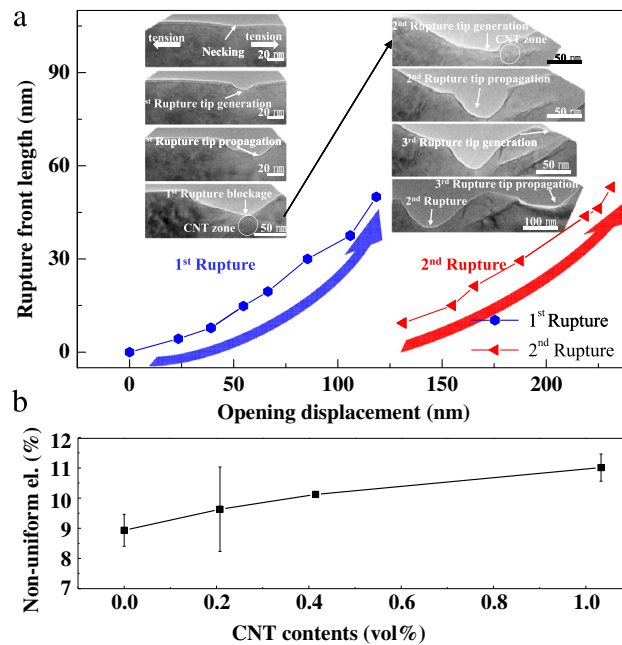 a
Rupture front length (nm)
90
60
30
0
0
50
100
150
200
Opening displacement (nm)
tension
tension
Necking
20 nm
st Rupture tip generation
20 nm
st Rupture tip propagation
20 nm
1st Rupture blockage
CNT zone
50 nm
2nd Rupture tip generation
CNT zone
50 nm
2nd Rupture tip propagation
50 nm
3rd Rupture tip generation
50 nm
3rd Rupture tip propagation
2nd Rupture
100 nm
1st Rupture
2nd Rupture
1st Rupture
2nd Rupture
b
Non-uniform el. (%)
12
11
10
9
8
7
0.0
0.2
0.4
0.6
0.8
1.0
CNT contents (vol%)